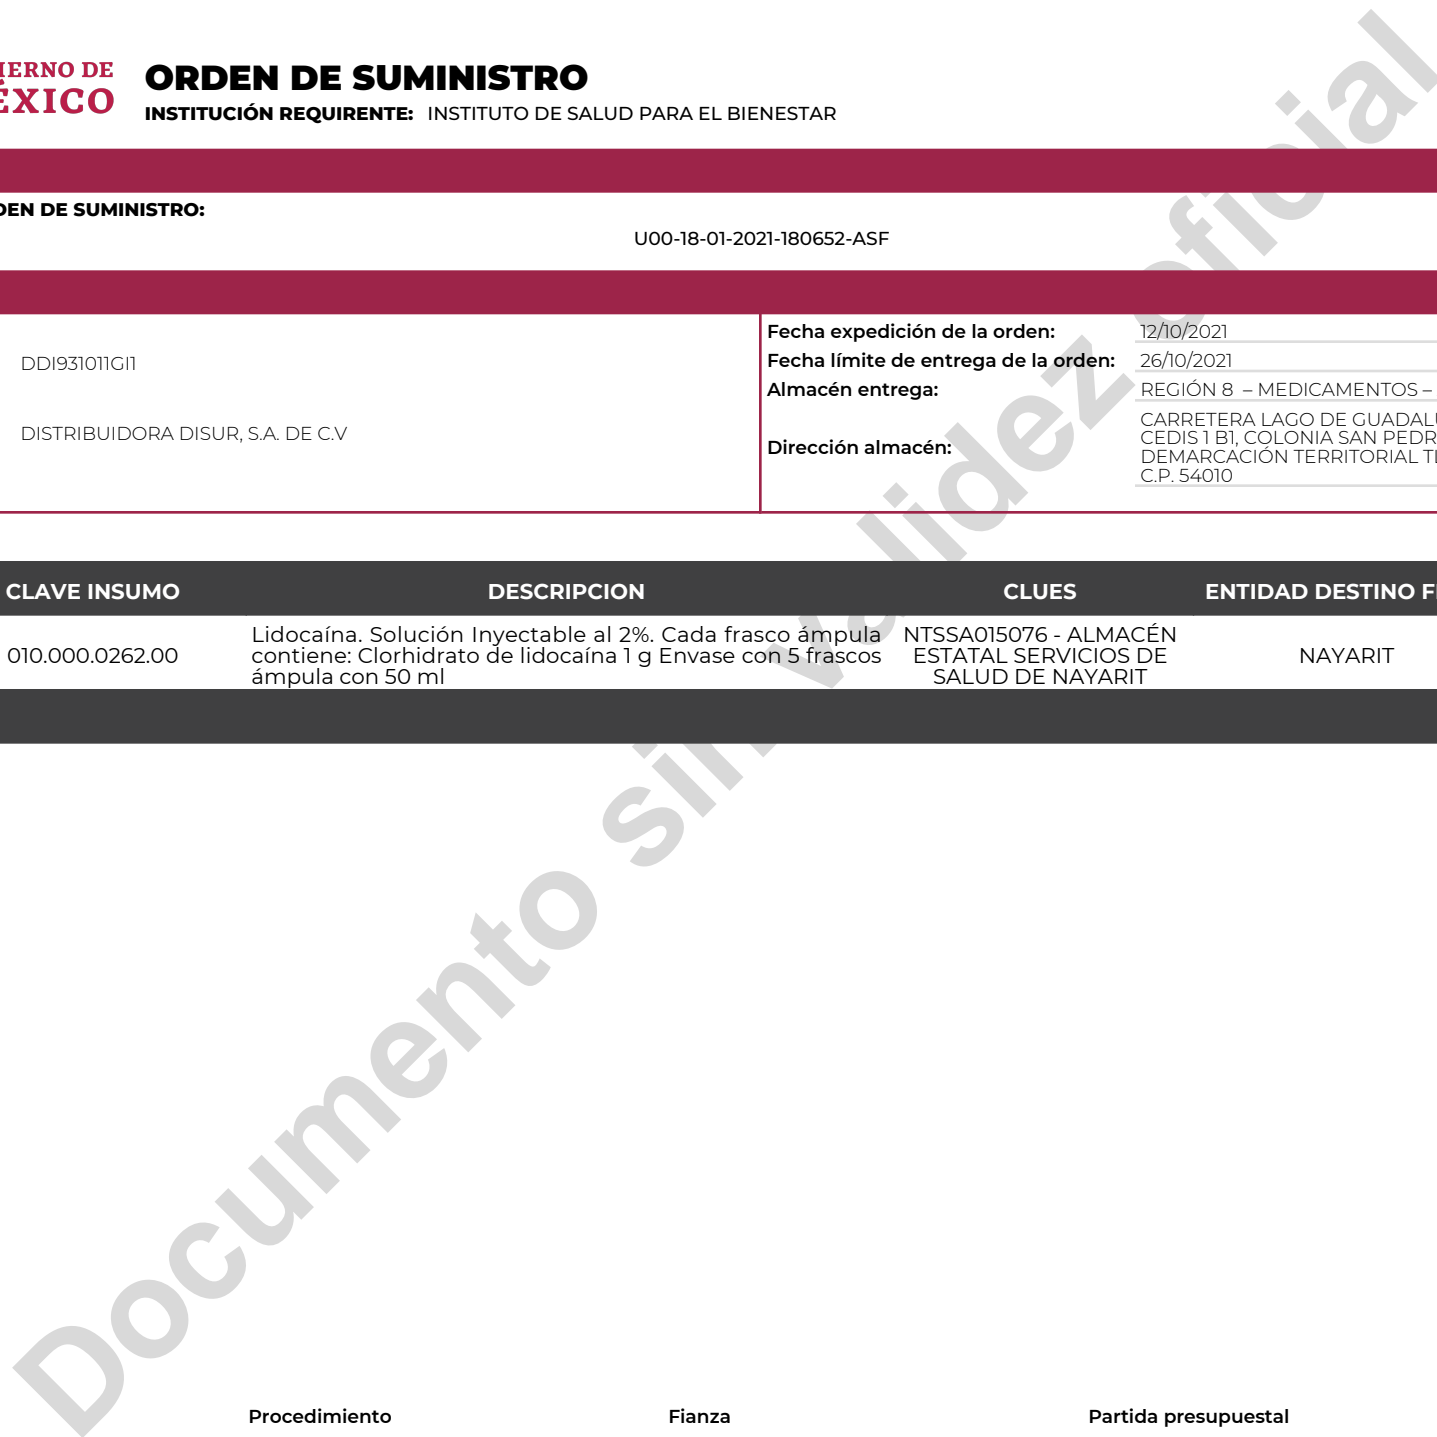 IERNO DE
ÉXICO
ORDEN DE SUMINISTRO
INSTITUCIÓN REQUIRENTE: INSTITUTO DE SALUD PARA EL BIENESTAR
DEN DE SUMINISTRO:
U00-18-01-2021-180652-ASF
DDI931011GI1
DISTRIBUIDORA DISUR, S.A. DE C.V
Fecha expedición de la orden: 12/10/2021
Fecha límite de entrega de la orden: 26/10/2021
Almacén entrega: REGIÓN 8 – MEDICAMENTOS –
Dirección almacén:
CARRETERA LAGO DE GUADALU
CEDIS 1 B1, COLONIA SAN PEDR
DEMARCACIÓN TERRITORIAL TL
C.P. 54010
CLAVE INSUMO DESCRIPCION CLUES ENTIDAD DESTINO FI
010.000.0262.00
Lidocaína. Solución Inyectable al 2%. Cada frasco ámpula
contiene: Clorhidrato de lidocaína 1 g Envase con 5 frascos
ámpula con 50 ml
NTSSA015076 - ALMACÉN
ESTATAL SERVICIOS DE
SALUD DE NAYARIT
NAYARIT
Documento sin validez oficial
Procedimiento Fianza Partida presupuestal